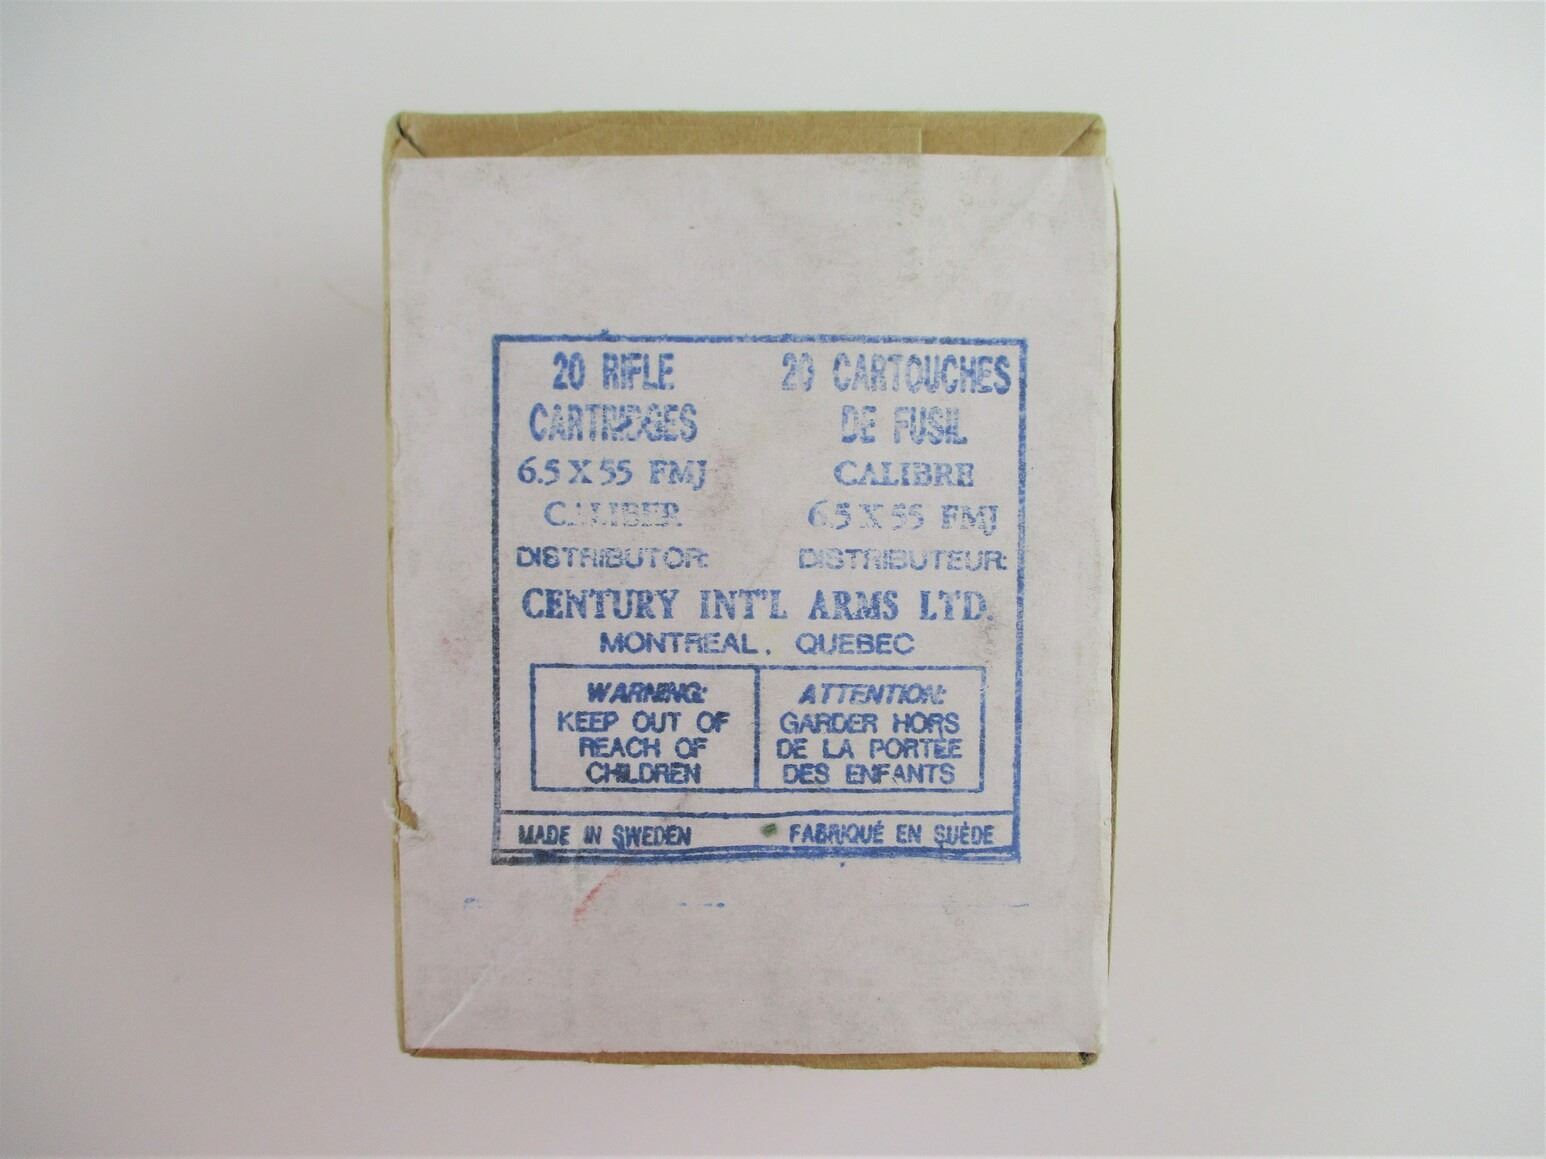 20 RIFLE
CARTRIDGES
6.5 X 55 FMJ
CALIBER
DISTRIBUTOR:
20 CARTOUCHES
DE FUSIL
CALIBRE
6.5 X 55 FMJ
DISTRIBUTEUR:
CENTURY INT'L ARMS LTD.
MONTREAL, QUEBEC
WARNING:
KEEP OUT OF
REACH OF
CHILDREN
ATTENTION:
GARDER HORS
DE LA PORTÉE
DES ENFANTS
MADE IN SWEDEN
FABRIQUÉ EN SUÈDE